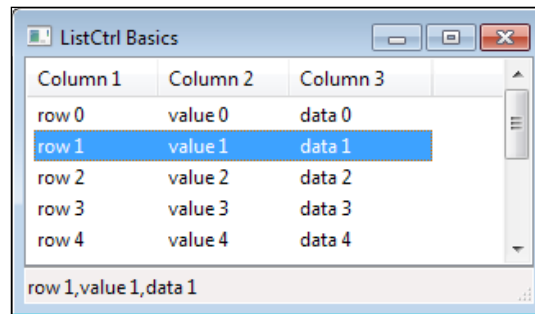 ListCtrl Basics
Column 1 Column 2 Column 3
row 0 value 0 data 0
row 1 value 1 data 1
row 2 value 2 data 2
row 3 value 3 data 3
row 4 value 4 data 4
row 1,value 1,data 1